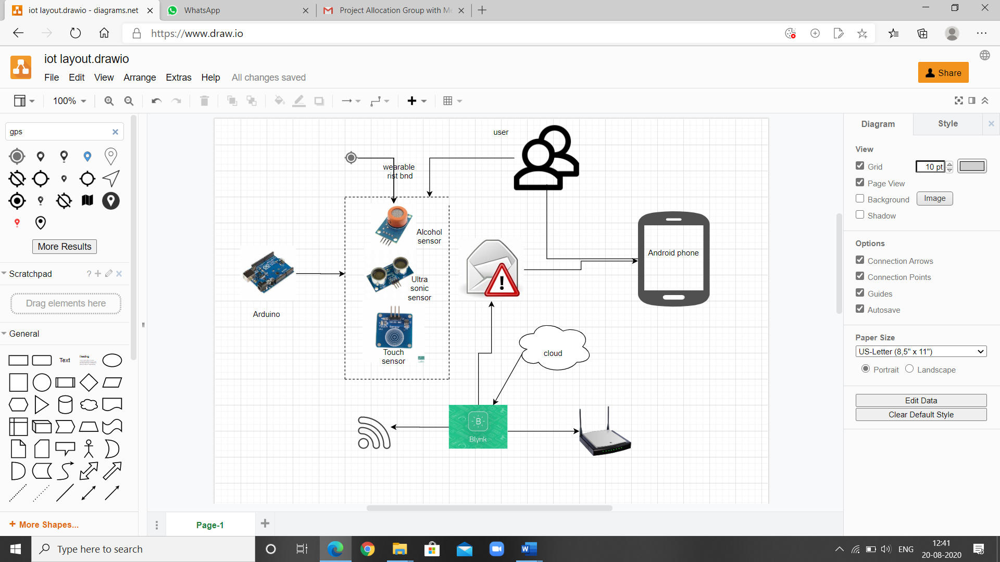 iot layout.drawio - diagrams.net
WhatsApp
Project Allocation Group with Me
https://www.draw.io
iot layout.drawio
File Edit View Arrange Extras Help All changes saved
Share
100%
gps
More Results
Scratchpad
?
Drag elements here
General
Text
Heading
More Shapes...
user
wearable
rist bnd
Alcohol
sensor
Ultra
sonic
sensor
Touch
sensor
Arduino
Android phone
cloud
B
Blynk
Page-1
Diagram
Style
View
Grid
10 pt
Page View
Background
Image
Shadow
Options
Connection Arrows
Connection Points
Guides
Autosave
Paper Size
US-Letter (8,5" x 11")
Portrait
Landscape
Edit Data
Clear Default Style
Type here to search
ENG
12:41
20-08-2020